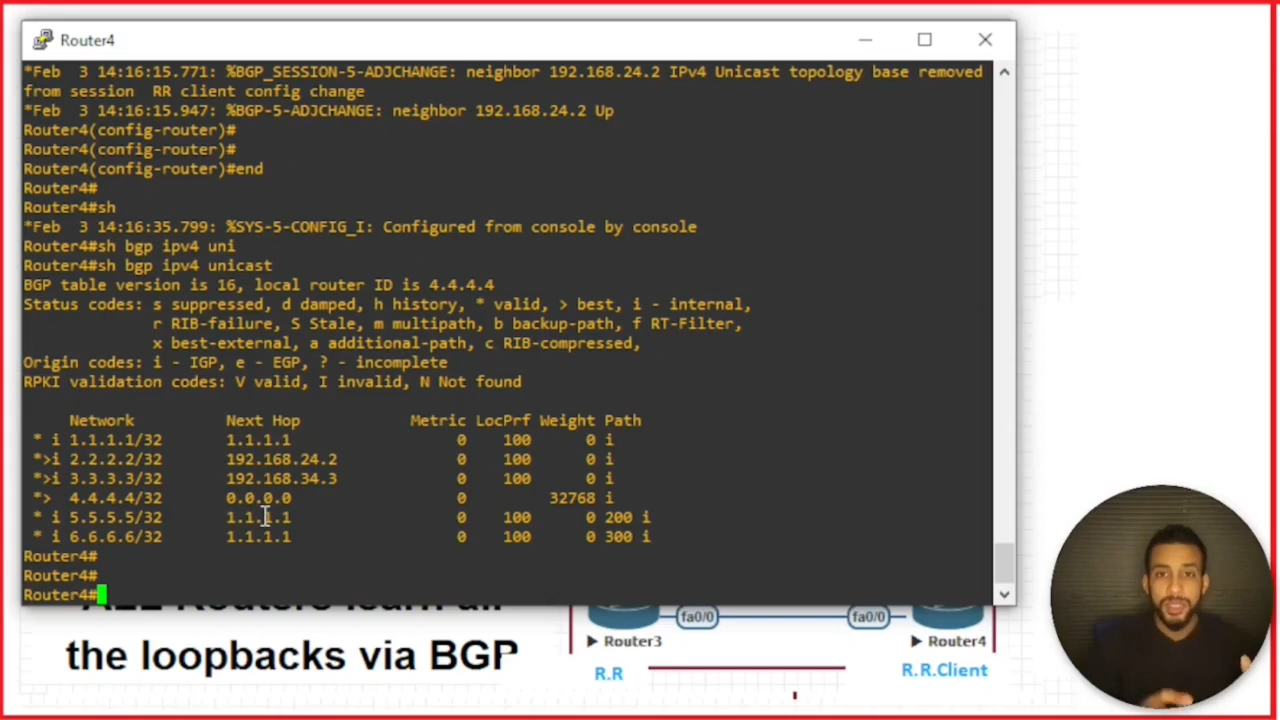 Router4
*Feb  3 14:16:15.771: %BGP_SESSION-5-ADJCHANGE: neighbor 192.168.24.2 IPv4 Unicast topology base removed
from session  RR client config change
*Feb  3 14:16:15.947: %BGP-5-ADJCHANGE: neighbor 192.168.24.2 Up
Router4(config-router)#
Router4(config-router)#
Router4(config-router)#end
Router4#
Router4#sh
*Feb  3 14:16:35.799: %SYS-5-CONFIG_I: Configured from console by console
Router4#sh bgp ipv4 uni
Router4#sh bgp ipv4 unicast
BGP table version is 16, local router ID is 4.4.4.4
Status codes: s suppressed, d damped, h history, * valid, > best, i - internal,
              r RIB-failure, S Stale, m multipath, b backup-path, f RT-Filter,
              x best-external, a additional-path, c RIB-compressed,
Origin codes: i - IGP, e - EGP, ? - incomplete
RPKI validation codes: V valid, I invalid, N Not found
     Network          Next Hop            Metric LocPrf Weight Path
 * i 1.1.1.1/32       1.1.1.1                  0    100      0 i
 *>i 2.2.2.2/32       192.168.24.2             0    100      0 i
 *>i 3.3.3.3/32       192.168.34.3             0    100      0 i
 *>  4.4.4.4/32       0.0.0.0                  0         32768 i
 * i 5.5.5.5/32       1.1.1.1                  0    100      0 200 i
 * i 6.6.6.6/32       1.1.1.1                  0    100      0 300 i
Router4#
Router4#
Router4#
ALL Routers learn all
the loopbacks via BGP
fa0/0 fa0/0
Router3 Router4
R.R R.R.Client